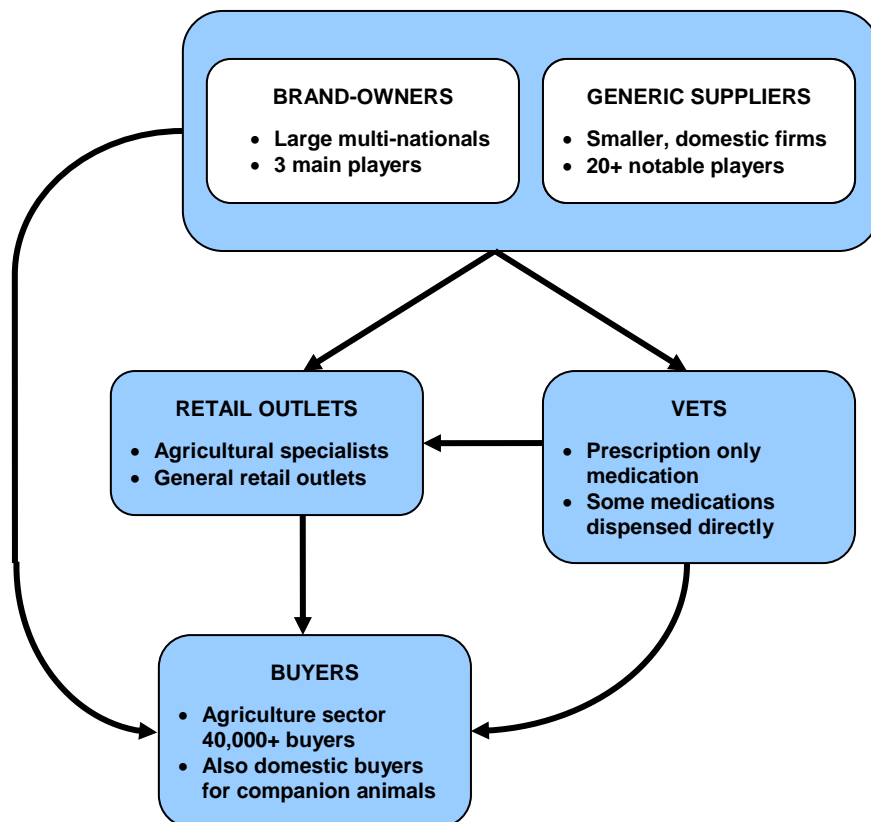 BRAND-OWNERS
• Large multi-nationals
• 3 main players
GENERIC SUPPLIERS
• Smaller, domestic firms
• 20+ notable players
RETAIL OUTLETS
• Agricultural specialists
• General retail outlets
VETS
• Prescription only
medication
• Some medications
dispensed directly
BUYERS
• Agriculture sector
40,000+ buyers
• Also domestic buyers
for companion animals